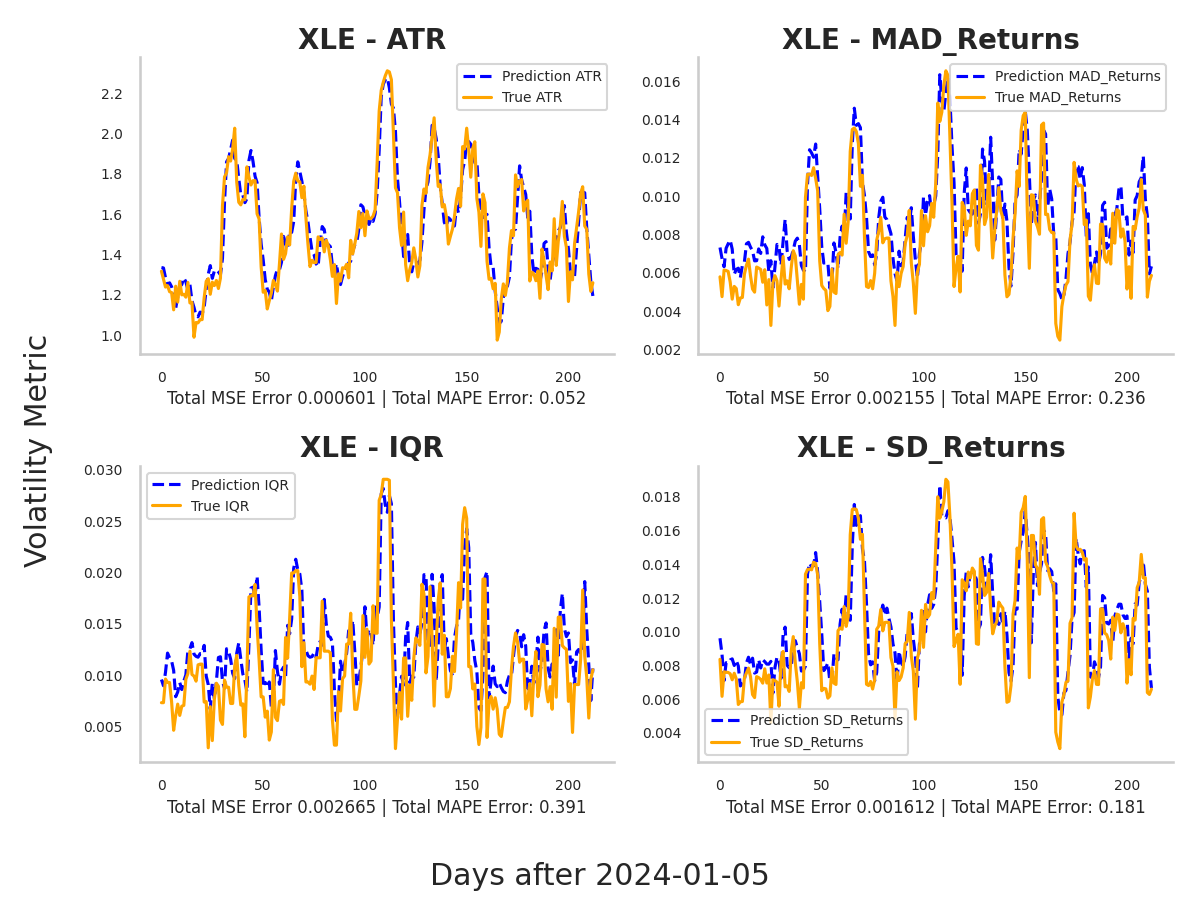 XLE - ATR
2.2
2.0
1.8
1.6
1.4
1.2
1.0
Prediction ATR
True ATR
0 50 100 150 200
Total MSE Error 0.000601 | Total MAPE Error: 0.052
XLE - MAD_Returns
0.016
0.014
0.012
0.010
0.008
0.006
0.004
0.002
Prediction MAD_Returns
True MAD_Returns
0 50 100 150 200
Total MSE Error 0.002155 | Total MAPE Error: 0.236
Volatility Metric
XLE - IQR
0.030
0.025
0.020
0.015
0.010
0.005
Prediction IQR
True IQR
0 50 100 150 200
Total MSE Error 0.002665 | Total MAPE Error: 0.391
XLE - SD_Returns
0.018
0.016
0.014
0.012
0.010
0.008
0.006
0.004
Prediction SD_Returns
True SD_Returns
0 50 100 150 200
Total MSE Error 0.001612 | Total MAPE Error: 0.181
Days after 2024-01-05